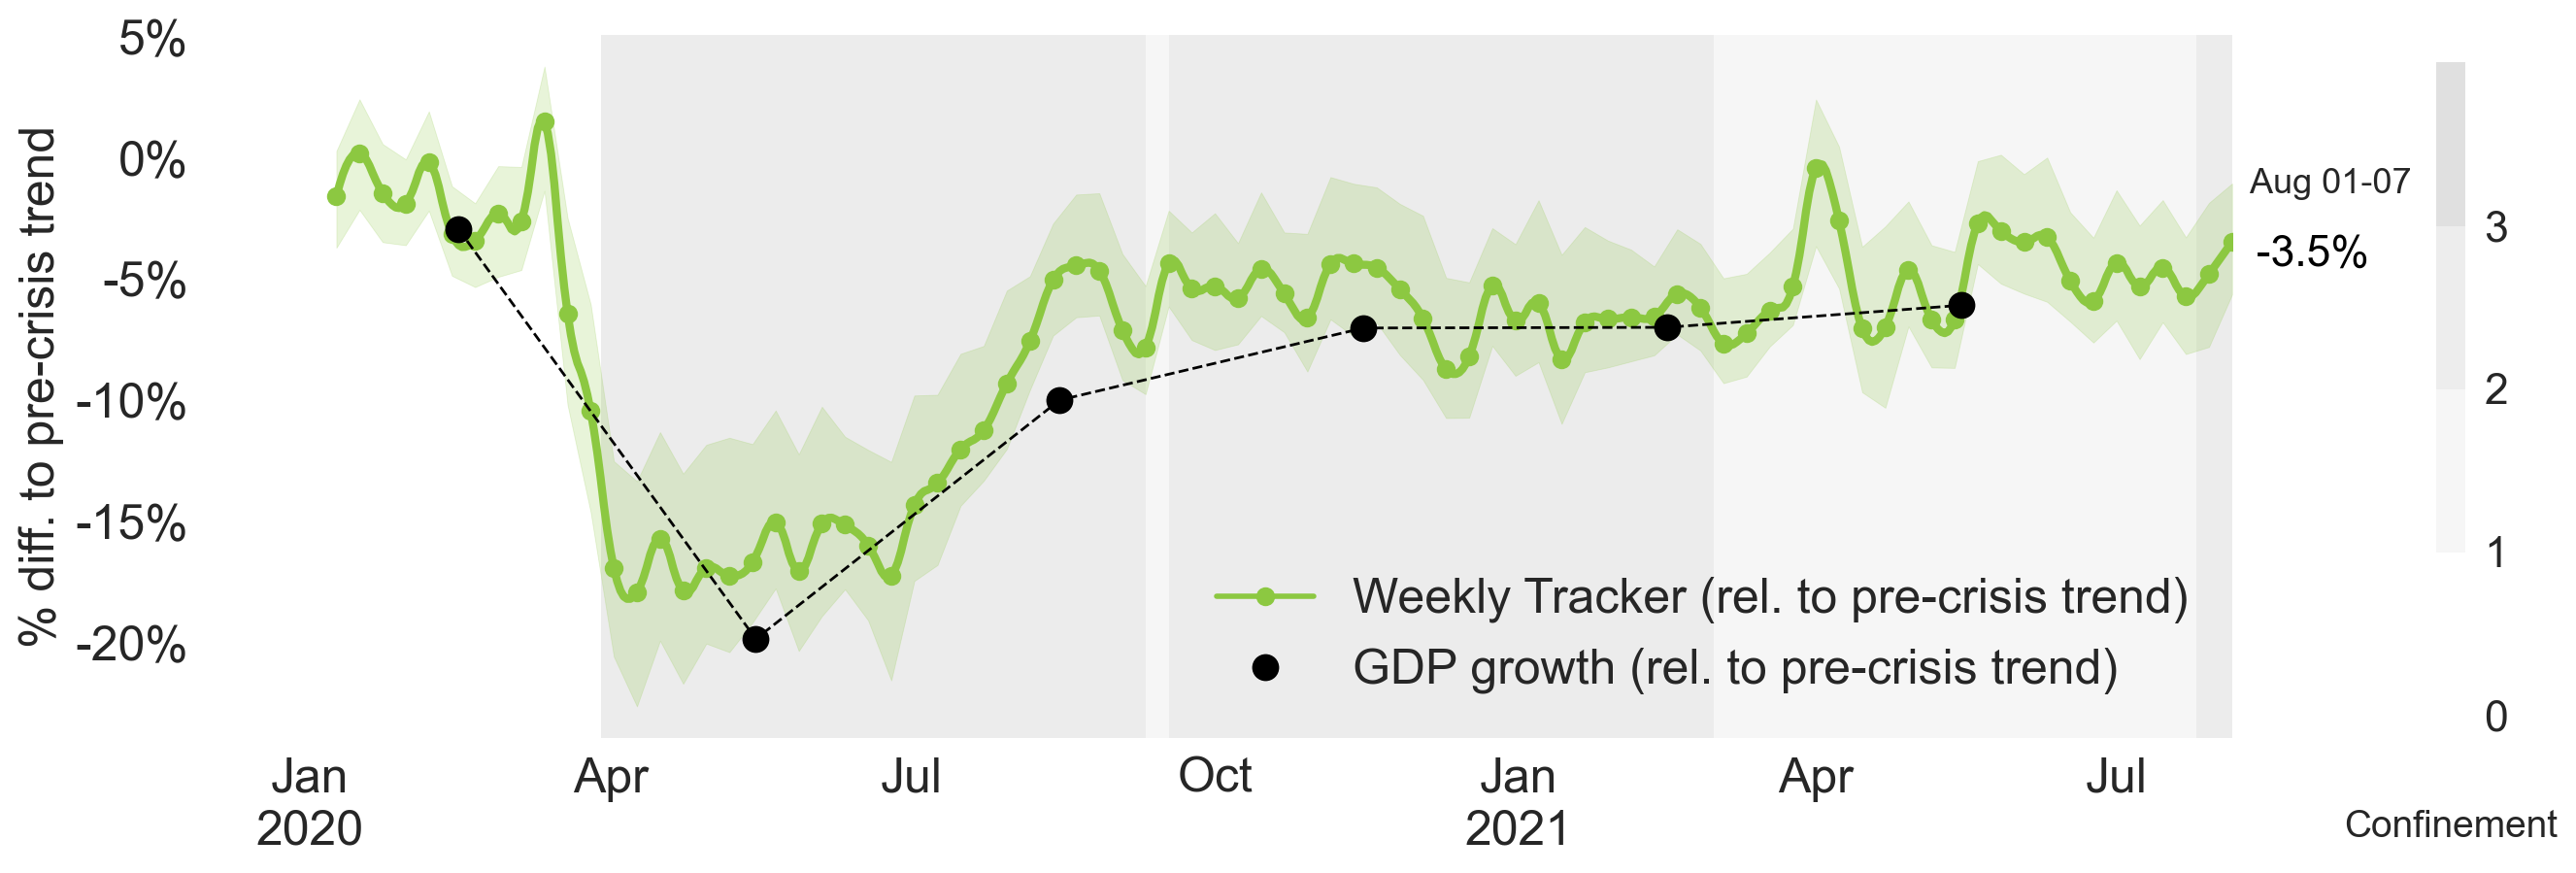 % diff. to pre-crisis trend
5%
0%
-5%
-10%
-15%
-20%
Jan
2020
Apr
Jul
Oct
Jan
2021
Apr
Jul
Weekly Tracker (rel. to pre-crisis trend)
GDP growth (rel. to pre-crisis trend)
Aug 01-07
-3.5%
3
2
1
0
Confinement